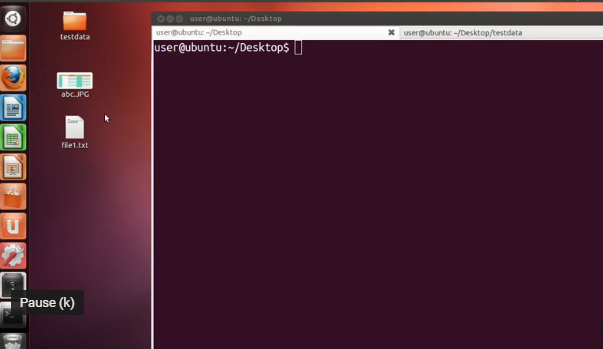 user@ubuntu: ~/Desktop
user@ubuntu: ~/Desktop
user@ubuntu: ~/Desktop/testdata
user@ubuntu:~/Desktop$
testdata
abc.JPG
file1.txt
Pause (k)